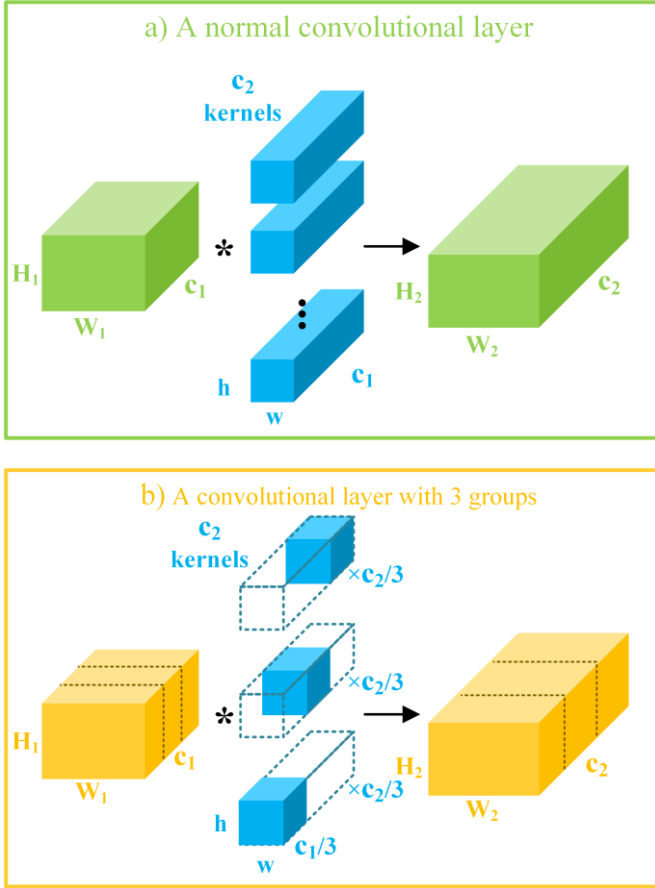 a) A normal convolutional layer
c₂
kernels
*
H₁
c₁
W₁
H₂
c₂
W₂
h
c₁
w
b) A convolutional layer with 3 groups
c₂
kernels
×c₂/3
×c₂/3
*
H₁
c₁
W₁
H₂
c₂
W₂
×c₂/3
h
c₁/3
w